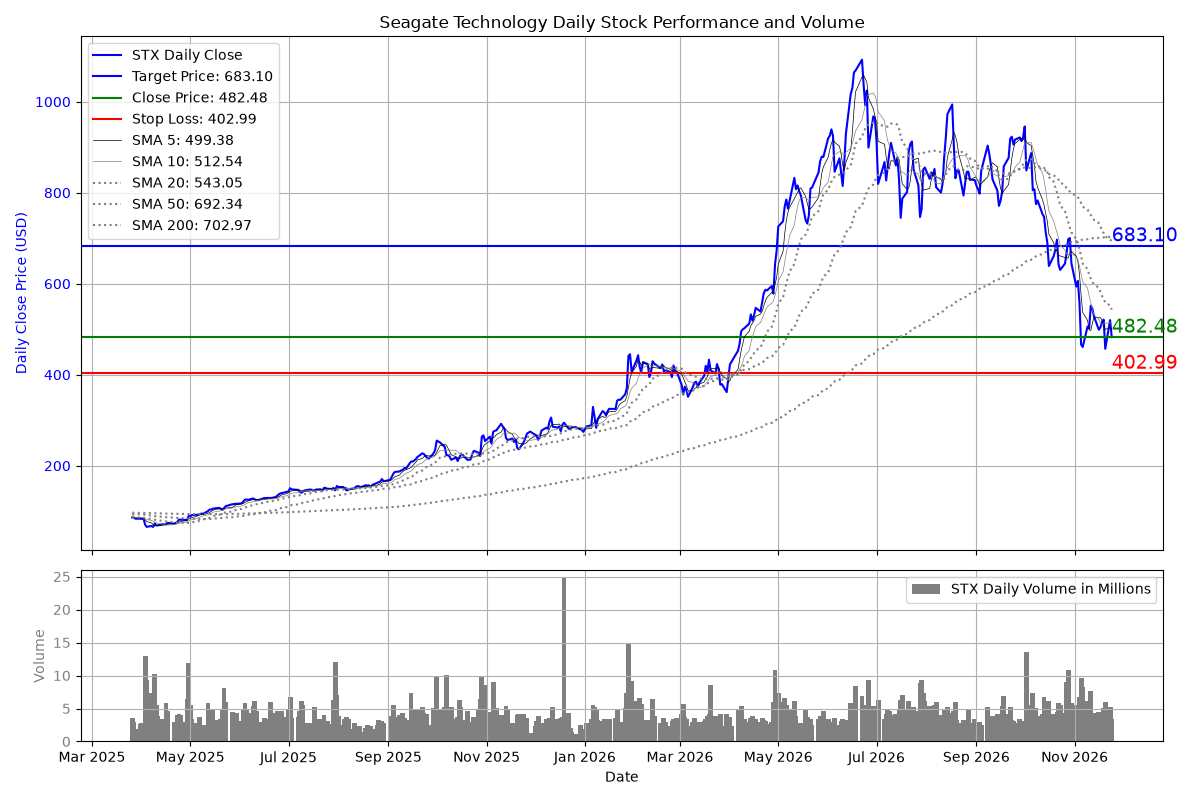 Seagate Technology Daily Stock Performance and Volume
STX Daily Close
Target Price: 683.10
Close Price: 482.48
Stop Loss: 402.99
SMA 5: 499.38
SMA 10: 512.54
SMA 20: 543.05
SMA 50: 692.34
SMA 200: 702.97
Daily Close Price (USD)
1000
800
600
400
200
683.10
482.48
402.99
STX Daily Volume in Millions
Volume
25
20
15
10
5
0
Mar 2025 May 2025 Jul 2025 Sep 2025 Nov 2025 Jan 2026 Mar 2026 May 2026 Jul 2026 Sep 2026 Nov 2026
Date